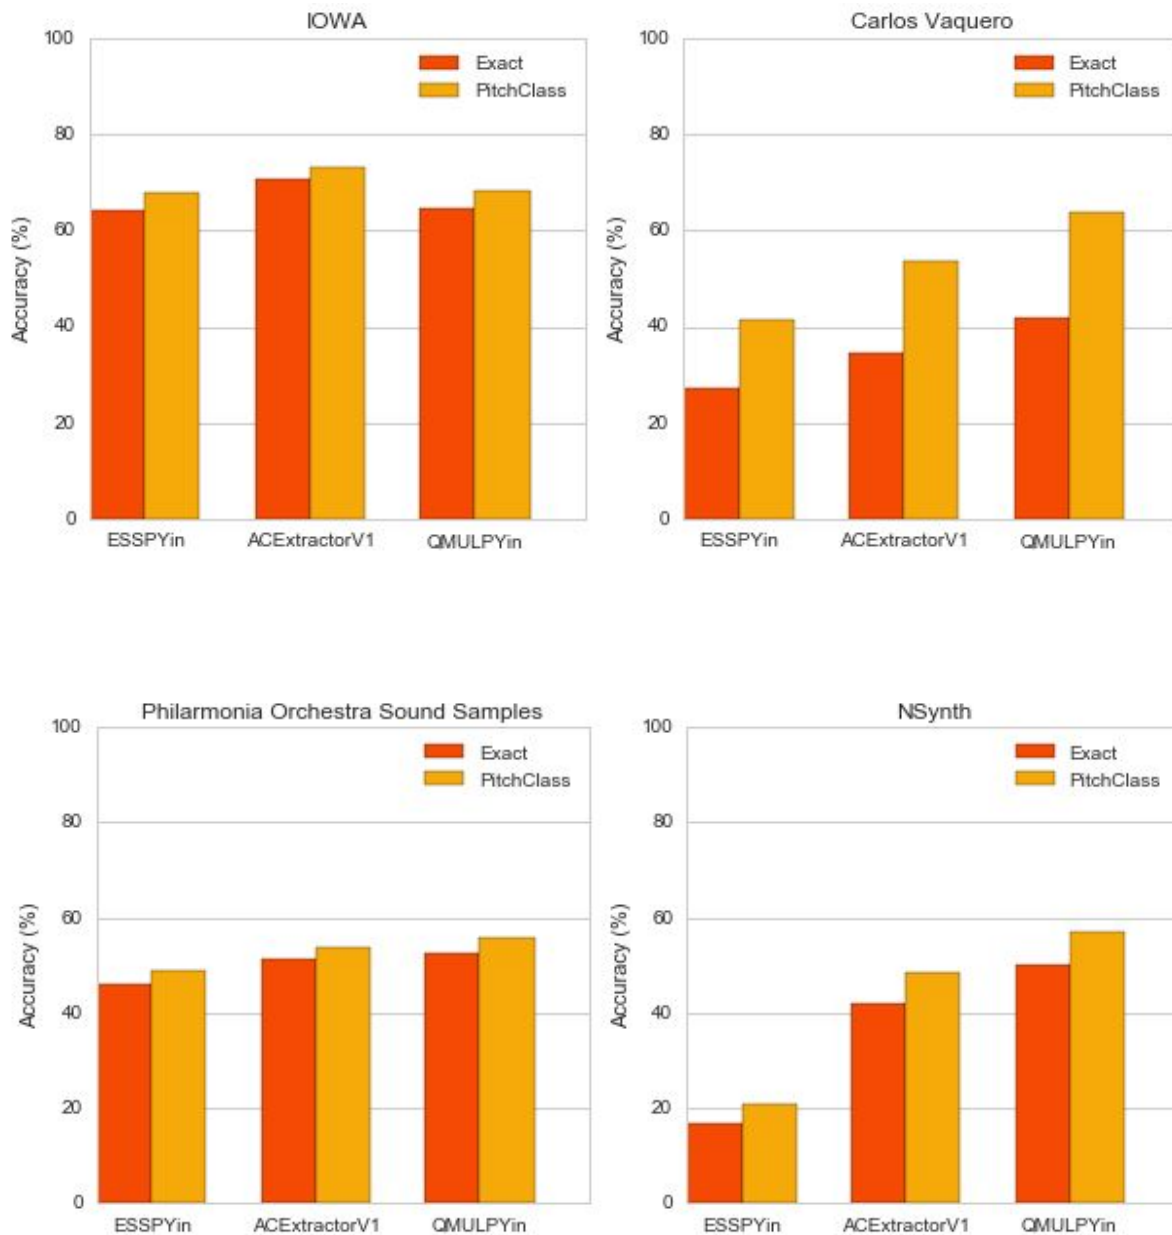 IOWA
100
80
60
40
20
0
Accuracy (%)
Exact
PitchClass
ESSPYin ACExtractorV1 QMULPYin
Carlos Vaquero
100
80
60
40
20
0
Accuracy (%)
Exact
PitchClass
ESSPYin ACExtractorV1 QMULPYin
Philarmonia Orchestra Sound Samples
100
80
60
40
20
0
Accuracy (%)
Exact
PitchClass
ESSPYin ACExtractorV1 QMULPYin
NSynth
100
80
60
40
20
0
Accuracy (%)
Exact
PitchClass
ESSPYin ACExtractorV1 QMULPYin